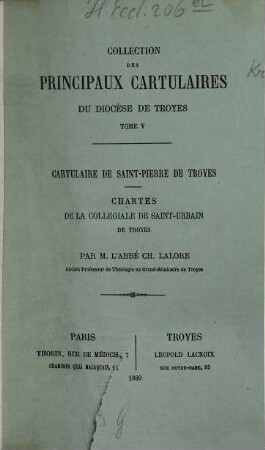 H. Eccl. 206
COLLECTION
DES
PRINCIPAUX CARTULAIRES
DU DIOCÈSE DE TROYES
TOME V
CARTULAIRE DE SAINT-PIERRE DE TROYES
CHARTES
DE LA COLLÉGIALE DE SAINT-URBAIN
DE TROYES
PAR M. L'ABBÉ CH. LALORE
Ancien Professeur de Théologie au Grand-Séminaire de Troyes
PARIS
THORIN, RUE DE MÉDICIS, 7
CHAMPION QUAI MALAQUAIS, 15
TROYES
LEOPOLD LACROIX
RUE NOTRE-DAME, 83
1880